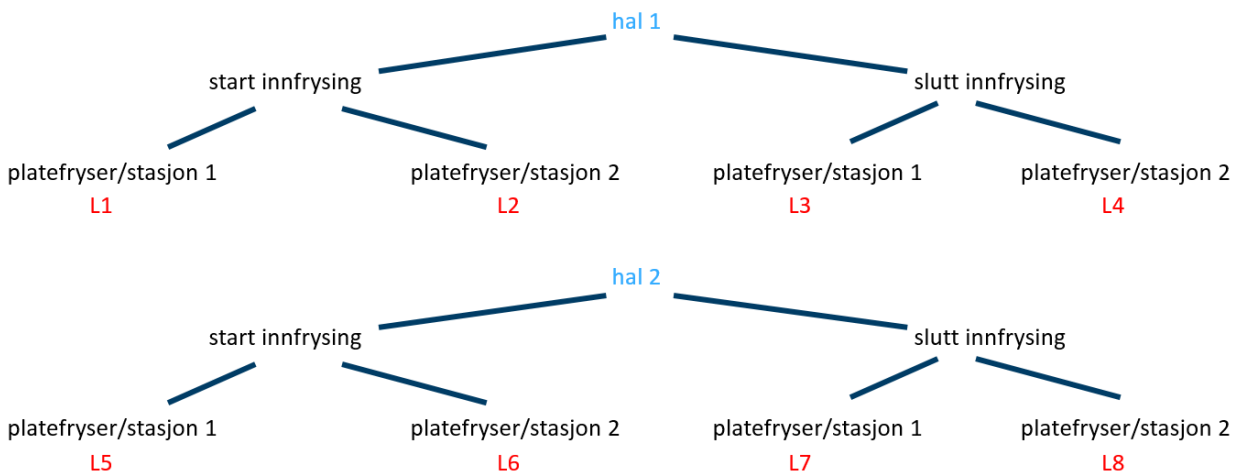 hal 1
start innfrysing
slutt innfrysing
platefryser/stasjon 1
platefryser/stasjon 2
platefryser/stasjon 1
platefryser/stasjon 2
L1
L2
L3
L4
hal 2
start innfrysing
slutt innfrysing
platefryser/stasjon 1
platefryser/stasjon 2
platefryser/stasjon 1
platefryser/stasjon 2
L5
L6
L7
L8